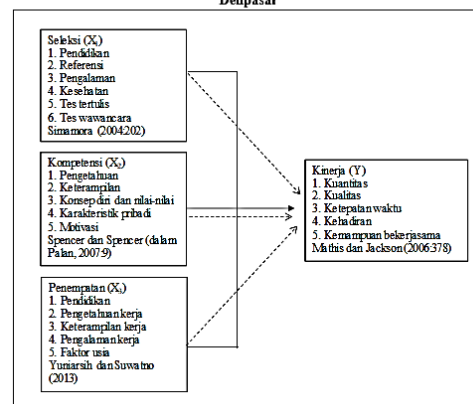 Denpasar
Seleksi (X₁)
1. Pendidikan
2. Referensi
3. Pengalaman
4. Kesehatan
5. Tes tertulis
6. Tes wawancara
Simamora (2004:202)
Kompetensi (X₂)
1. Pengetahuan
2. Keterampilan
3. Konsep diri dan nilai-nilai
4. Karakteristik pribadi
5. Motivasi
Spencer dan Spencer (dalam
Palan, 2007:9)
Penempatan (X₃)
1. Pendidikan
2. Pengetahuan kerja
3. Keterampilan kerja
4. Pengalaman kerja
5. Faktor usia
Yuniarsih dan Suwatno
(2013)
Kinerja (Y)
1. Kuantitas
2. Kualitas
3. Ketepatan waktu
4. Kehadiran
5. Kemampuan bekerjasama
Mathis dan Jackson (2006:378)